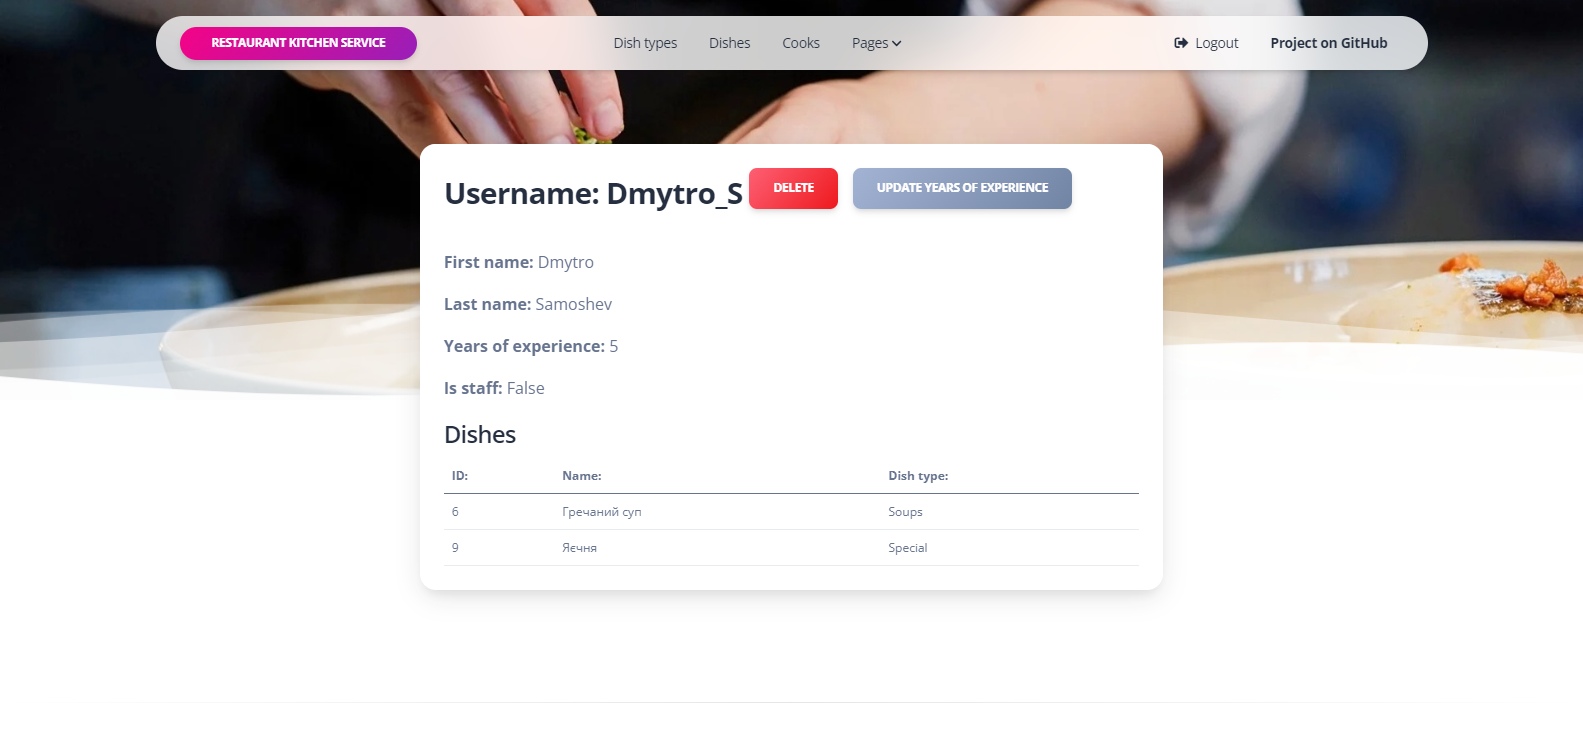 RESTAURANT KITCHEN SERVICE Dish types Dishes Cooks Pages Logout Project on GitHub
Username: Dmytro_S DELETE UPDATE YEARS OF EXPERIENCE
First name: Dmytro
Last name: Samoshev
Years of experience: 5
Is staff: False
Dishes
ID: Name: Dish type:
6 Гречаний суп Soups
9 Яєчня Special